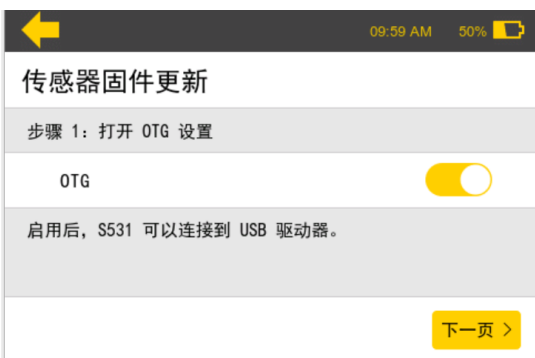 09:59 AM 50%
传感器固件更新
步骤 1: 打开 OTG 设置
OTG
启用后, S531 可以连接到 USB 驱动器。
下一页 >